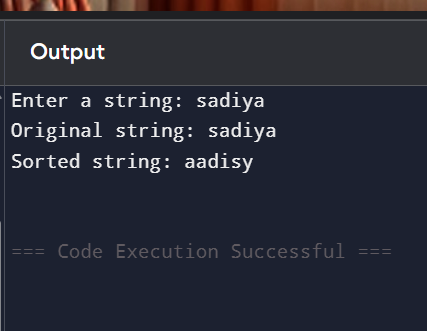 Output
Enter a string: sadiya
Original string: sadiya
Sorted string: aadisy
=== Code Execution Successful ===